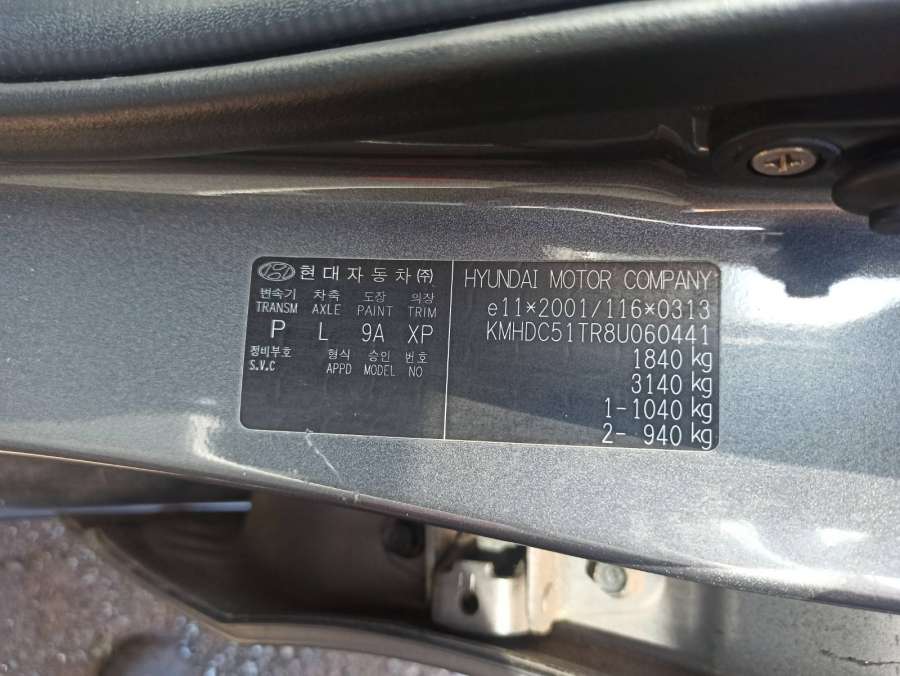 현대자동차㈜
변속기 차축 도장 의장
TRANSM AXLE PAINT TRIM
P L 9A XP
정비부호 형식 승인 번호
S.V.C APPD MODEL NO
HYUNDAI MOTOR COMPANY
e11*2001/116*0313
KMHDC51TR8U060441
1840 kg
3140 kg
1-1040 kg
2- 940 kg